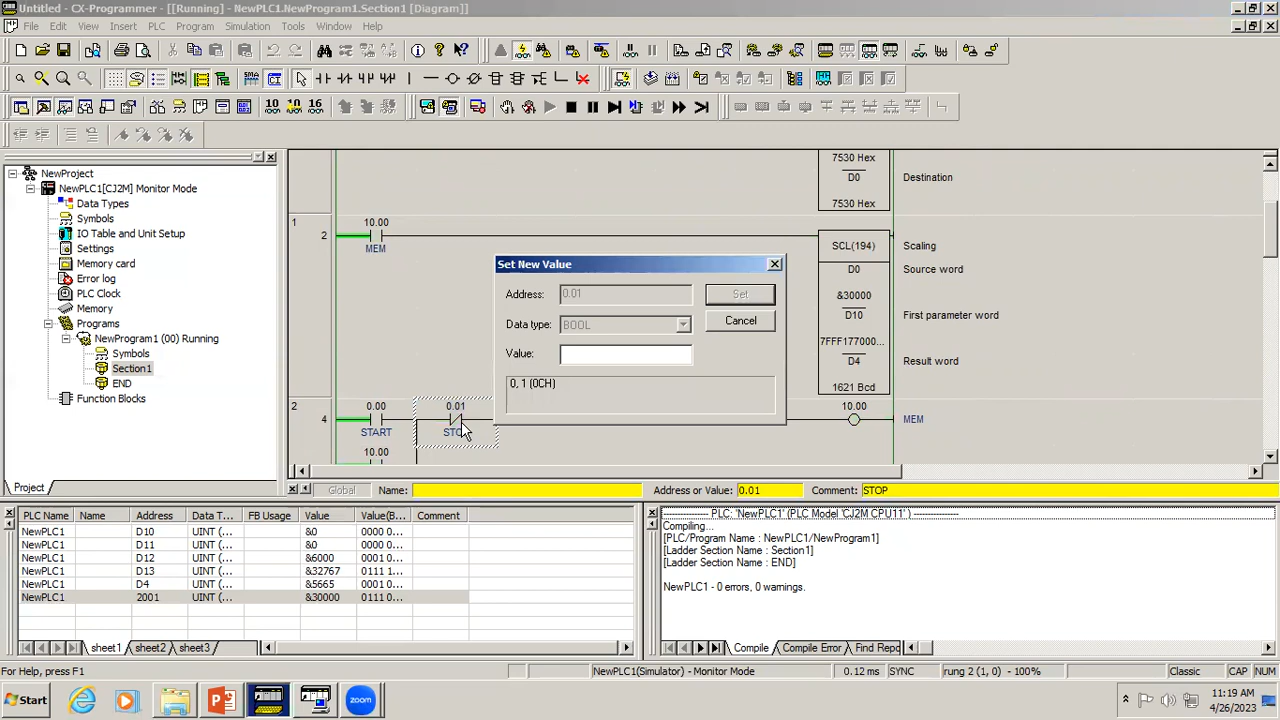 Untitled - CX-Programmer - [[Running] - NewPLC1.NewProgram1.Section1 [Diagram]]
File Edit View Insert PLC Program Simulation Tools Window Help
SMA
10 10 16
NewProject
NewPLC1[CJ2M] Monitor Mode
Data Types
Symbols
IO Table and Unit Setup
Settings
Memory card
Error log
PLC Clock
Memory
Programs
NewProgram1 (00) Running
Symbols
Section1
END
Function Blocks
Project
7530 Hex
D0 Destination
7530 Hex
1
2
10.00
MEM
SCL(194) Scaling
D0 Source word
&30000
D10 First parameter word
7FFF177000...
D4 Result word
1621 Bcd
Set New Value
Address: 0.01 Set
Data type: BOOL Cancel
Value:
0, 1 (0CH)
2
4
0.00 0.01 10.00
START STO MEM
10.00
Global Name: Address or Value: 0.01 Comment: STOP
PLC Name Name Address Data T... FB Usage Value Value(B... Comment
NewPLC1 D10 UINT (... &0 0000 0...
NewPLC1 D11 UINT (... &0 0000 0...
NewPLC1 D12 UINT (... &6000 0001 0...
NewPLC1 D13 UINT (... &32767 0111 1...
NewPLC1 D4 UINT (... &5665 0001 0...
NewPLC1 2001 UINT (... &30000 0111 0...
sheet1 sheet2 sheet3
--------------- PLC: 'NewPLC1' (PLC Model 'CJ2M CPU11') ---------------
Compiling...
[PLC/Program Name : NewPLC1/NewProgram1]
[Ladder Section Name : Section1]
[Ladder Section Name : END]
NewPLC1 - 0 errors, 0 warnings.
Compile Compile Error Find Repo
For Help, press F1 NewPLC1(Simulator) - Monitor Mode 0.12 ms SYNC rung 2 (1, 0) - 100% Classic CAP NUM
Start zoom
11:19 AM
4/26/2023